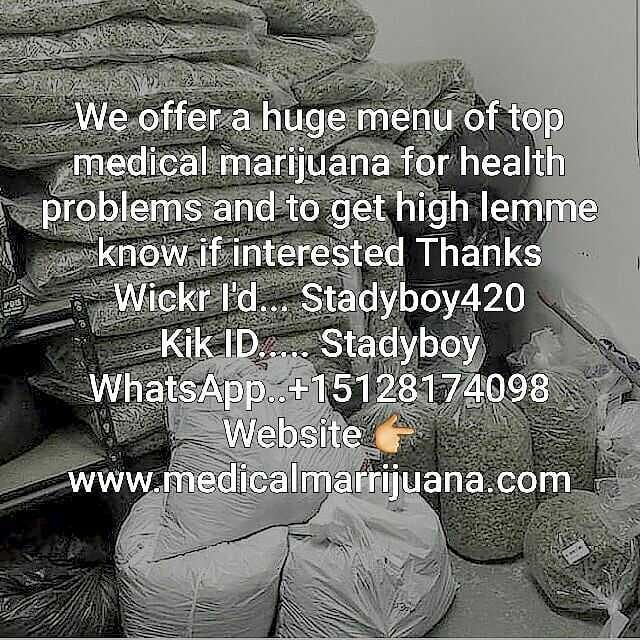 We offer a huge menu of top
medical marijuana for health
problems and to get high lemme
know if interested Thanks
Wickr I'd... Stadyboy420
Kik ID..... Stadyboy
WhatsApp..+15128174098
Website 👉
www.medicalmarrijuana.com